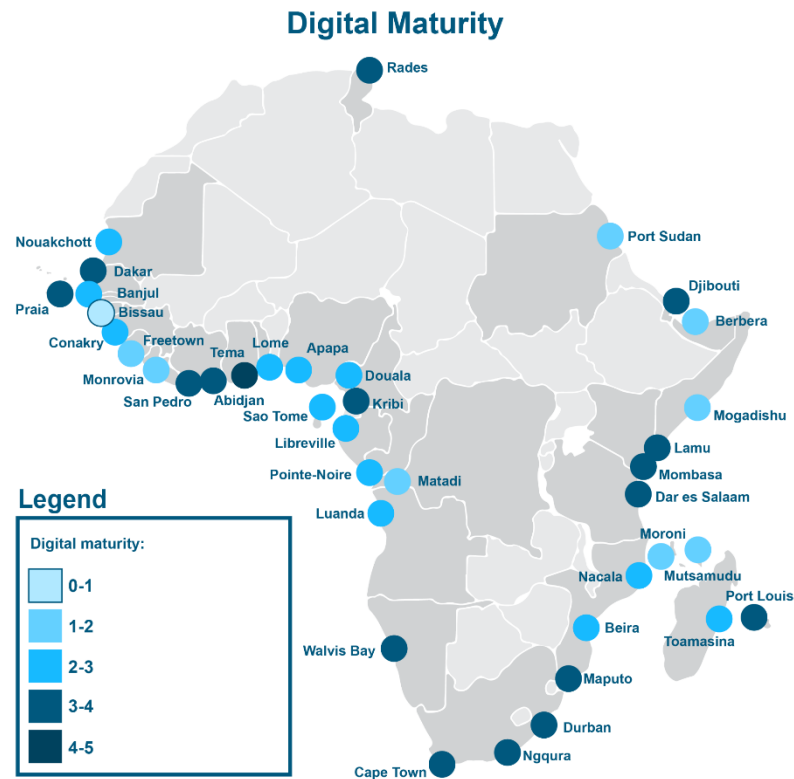 Digital Maturity
Rades
Nouakchott
Port Sudan
Dakar
Djibouti
Praia
Banjul
Bissau
Berbera
Conakry
Freetown
Tema
Lome
Apapa
Monrovia
Douala
San Pedro
Abidjan
Kribi
Sao Tome
Mogadishu
Libreville
Lamu
Mombasa
Pointe-Noire
Matadi
Dar es Salaam
Luanda
Moroni
Nacala
Mutsamudu
Port Louis
Beira
Toamasina
Walvis Bay
Maputo
Durban
Ngqura
Cape Town
Legend
Digital maturity:
0-1
1-2
2-3
3-4
4-5